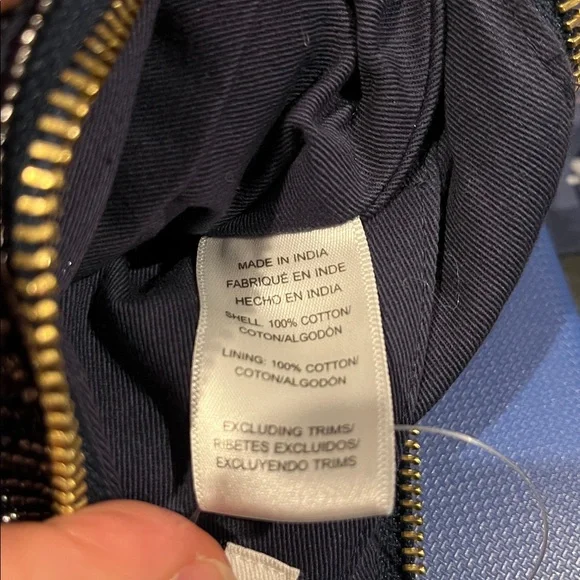 MADE IN INDIA
FABRIQUÉ EN INDE
HECHO EN INDIA
SHELL: 100% COTTON/
COTON/ALGODÓN
LINING: 100% COTTON/
COTON/ALGODÓN
EXCLUDING TRIMS/
RIBETES EXCLUIDOS/
EXCLUYENDO TRIMS